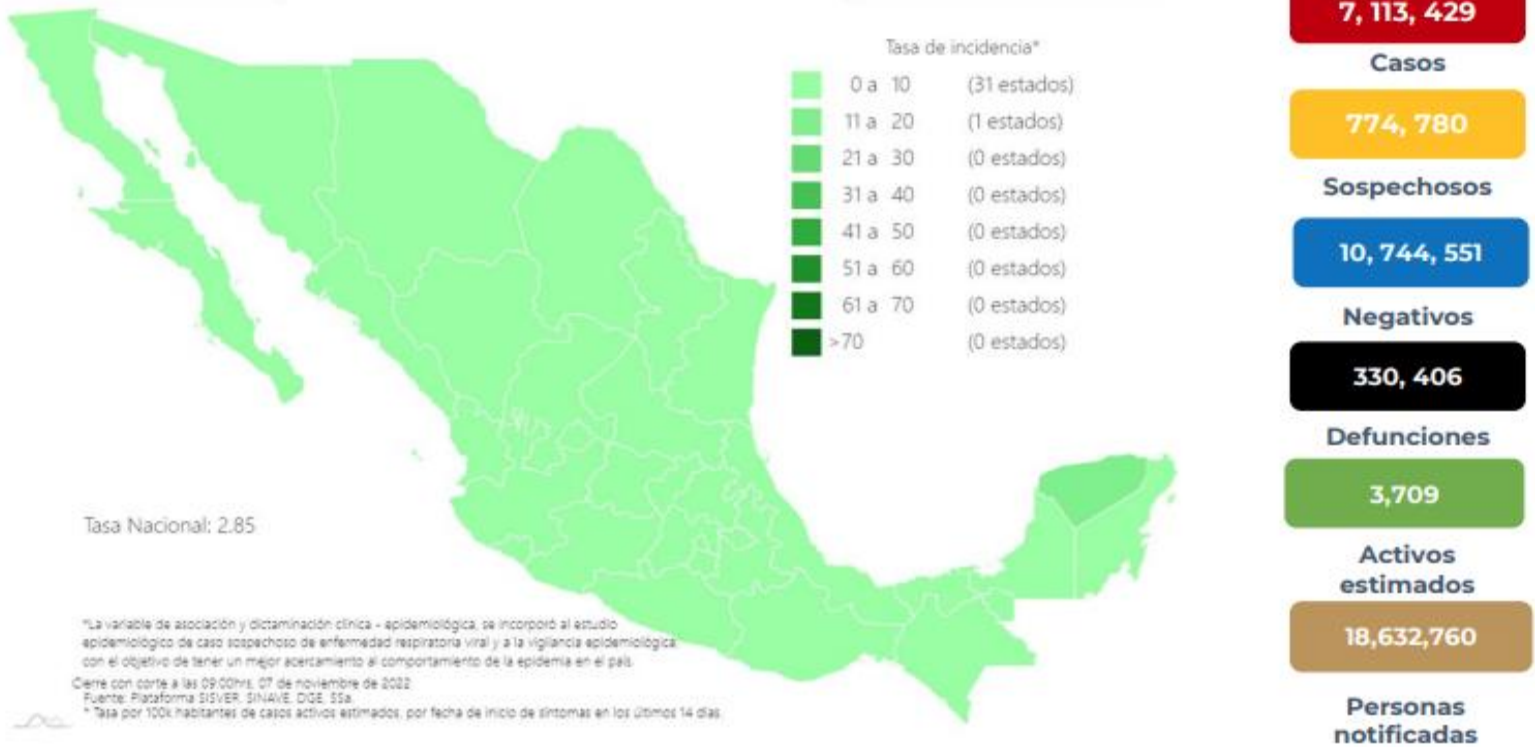 Tasa de incidencia*
0 a 10 (31 estados)
11 a 20 (1 estados)
21 a 30 (0 estados)
31 a 40 (0 estados)
41 a 50 (0 estados)
51 a 60 (0 estados)
61 a 70 (0 estados)
>70 (0 estados)
Tasa Nacional: 2.85
*La variable de asociación y dictaminación clínica - epidemiológica, se incorporó al estudio
epidemiológico de caso sospechoso de enfermedad respiratoria viral y a la vigilancia epidemiológica
con el objetivo de tener un mejor acercamiento al comportamiento de la epidemia en el país.
Cierre con corte a las 09:00hrs, 07 de noviembre de 2022
Fuente: Plataforma SISVER, SINAVE, DGE, SSa.
* Tasa por 100k habitantes de casos activos estimados, por fecha de inicio de síntomas en los últimos 14 días.
7, 113, 429
Casos
774, 780
Sospechosos
10, 744, 551
Negativos
330, 406
Defunciones
3,709
Activos
estimados
18,632,760
Personas
notificadas